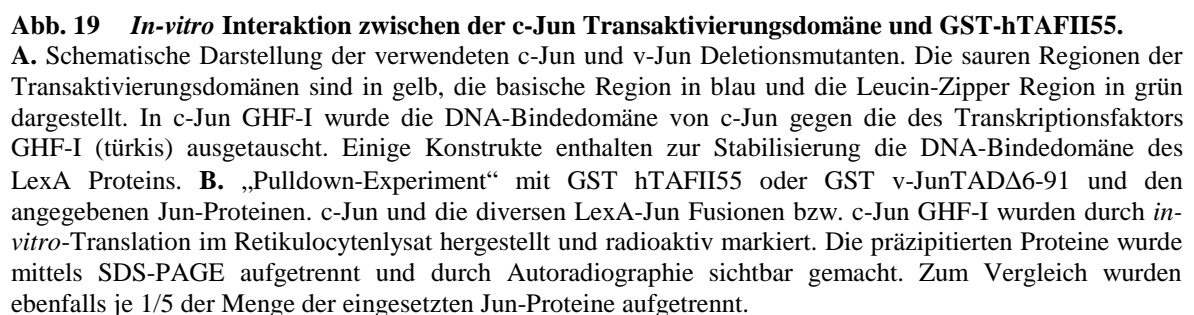 Abb. 19 In-vitro Interaktion zwischen der c-Jun Transaktivierungsdomäne und GST-hTAFII55.
A. Schematische Darstellung der verwendeten c-Jun und v-Jun Deletionsmutanten. Die sauren Regionen der
Transaktivierungsdomänen sind in gelb, die basische Region in blau und die Leucin-Zipper Region in grün
dargestellt. In c-Jun GHF-I wurde die DNA-Bindedomäne von c-Jun gegen die des Transkriptionsfaktors
GHF-I (türkis) ausgetauscht. Einige Konstrukte enthalten zur Stabilisierung die DNA-Bindedomäne des
LexA Proteins. B. „Pulldown-Experiment“ mit GST hTAFII55 oder GST v-JunTADΔ6-91 und den
angegebenen Jun-Proteinen. c-Jun und die diversen LexA-Jun Fusionen bzw. c-Jun GHF-I wurden durch in-
vitro-Translation im Retikulocytenlysat hergestellt und radioaktiv markiert. Die präzipitierten Proteine wurde
mittels SDS-PAGE aufgetrennt und durch Autoradiographie sichtbar gemacht. Zum Vergleich wurden
ebenfalls je 1/5 der Menge der eingesetzten Jun-Proteine aufgetrennt.